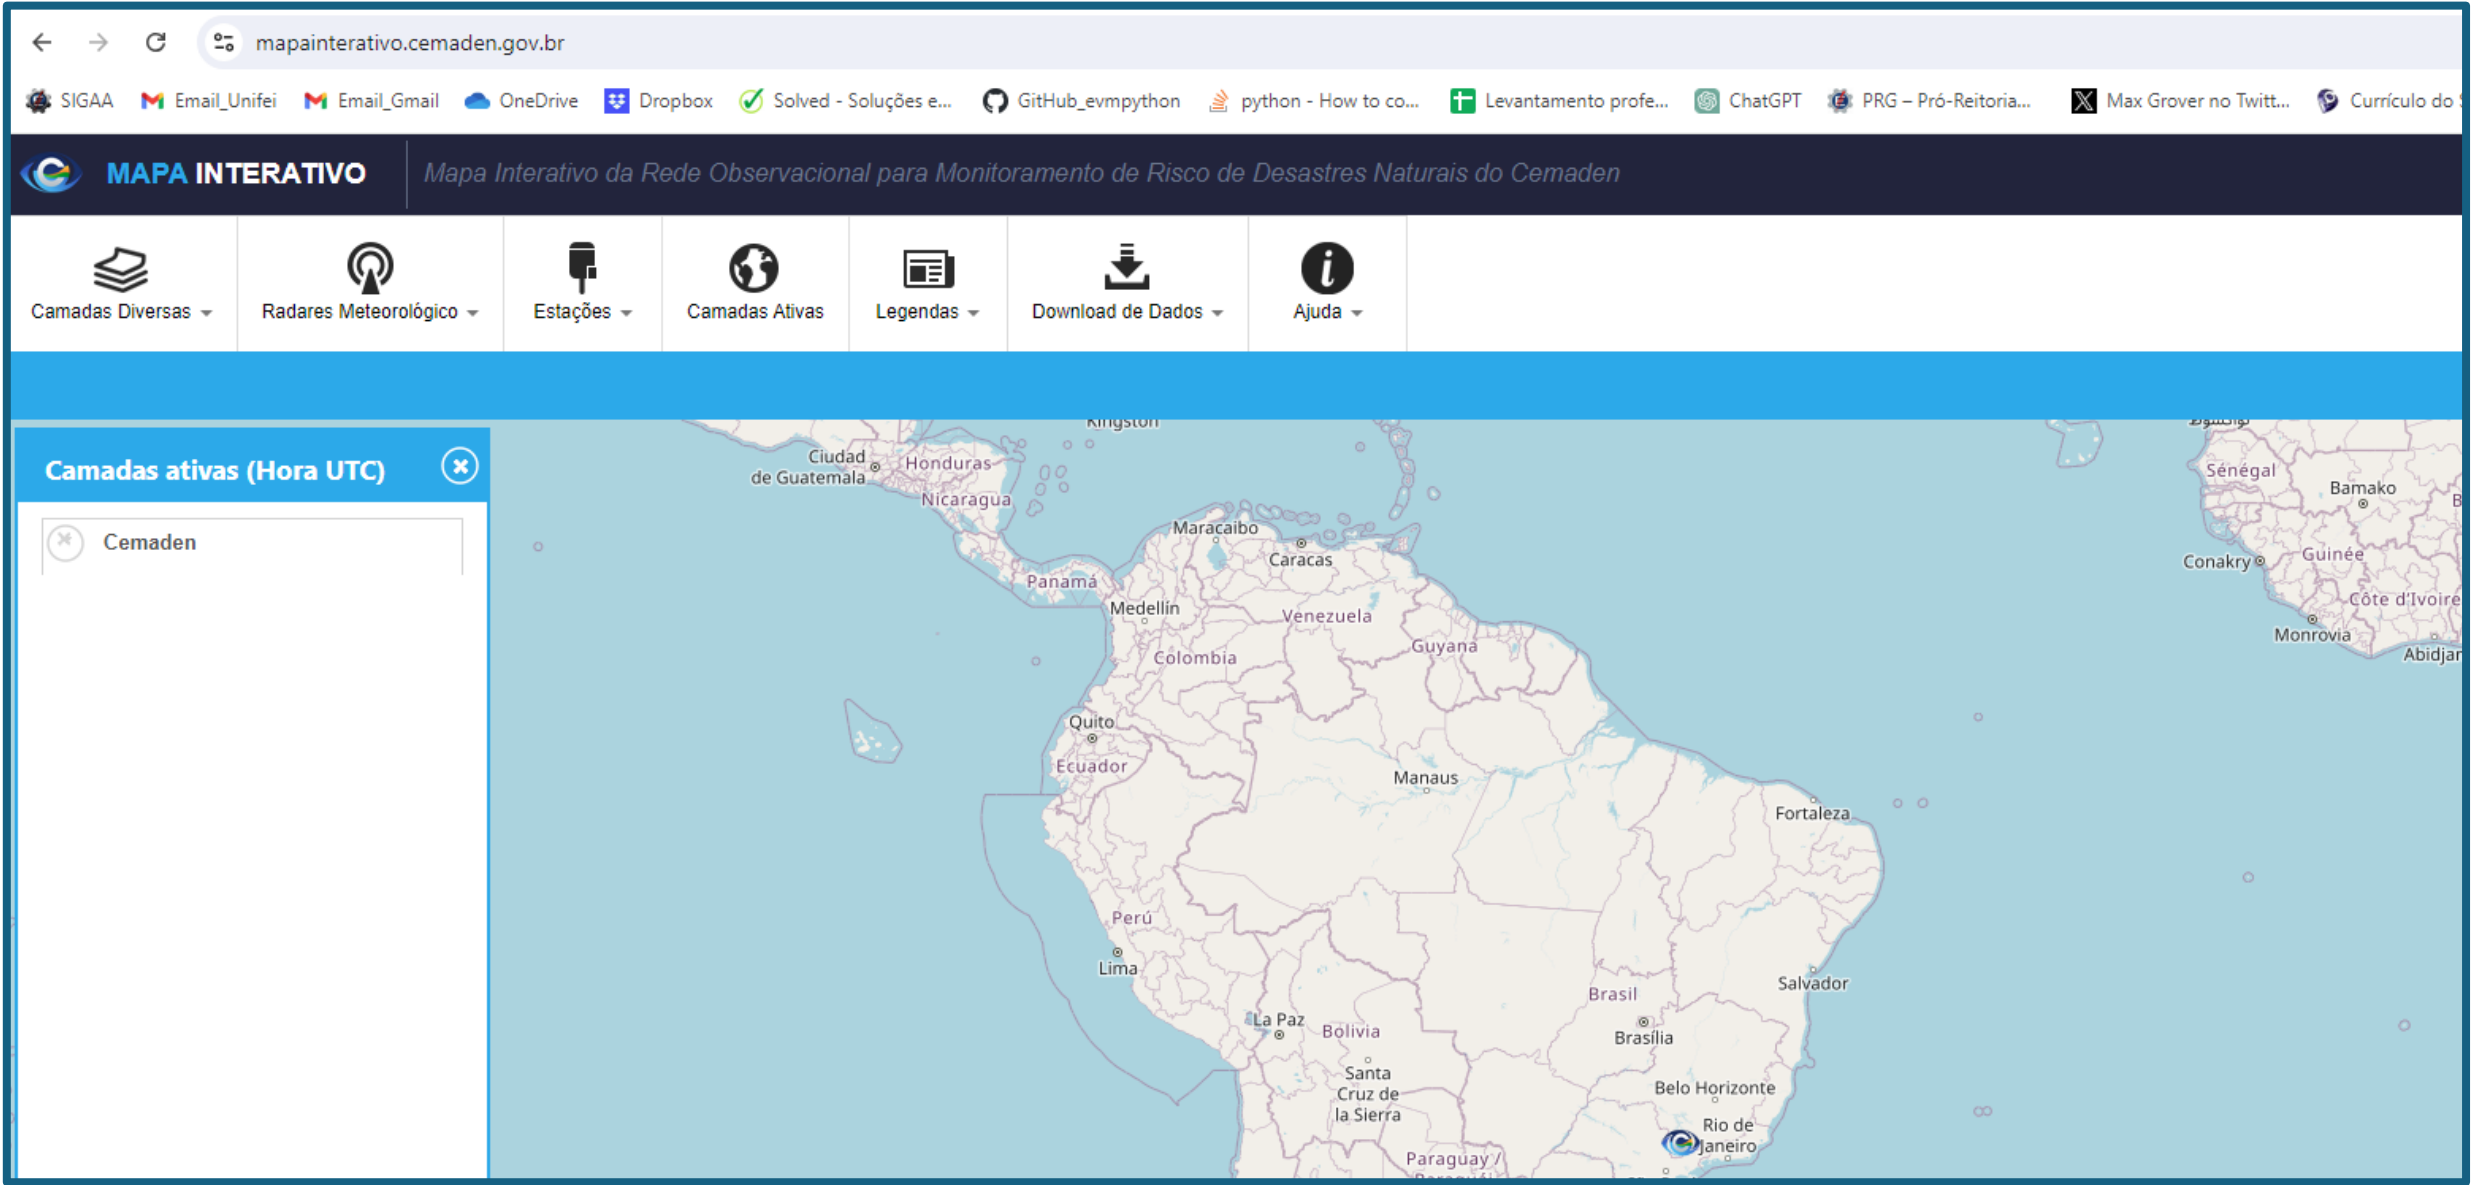 mapainterativo.cemaden.gov.br
SIGAA Email_Unifei Email_Gmail OneDrive Dropbox Solved - Soluções e... GitHub_evmpython python - How to co... Levantamento profe... ChatGPT PRG – Pró-Reitoria... Max Grover no Twitt... Currículo do
MAPA INTERATIVO Mapa Interativo da Rede Observacional para Monitoramento de Risco de Desastres Naturais do Cemaden
Camadas Diversas Radares Meteorológico Estações Camadas Ativas Legendas Download de Dados Ajuda
Camadas ativas (Hora UTC)
Cemaden
Kingston
Ciudad
de Guatemala
Honduras
Nicaragua
Sénégal
Bamako
Maracaibo
Caracas
Conakry
Guinée
Panamá
Medellín
Venezuela
Côte d'Ivoire
Monrovia
Guyana
Colombia
Abidjan
Quito
Ecuador
Manaus
Fortaleza
Perú
Lima
Salvador
Brasil
La Paz
Bolivia
Brasília
Santa
Cruz de
la Sierra
Belo Horizonte
Rio de
Janeiro
Paraguay /